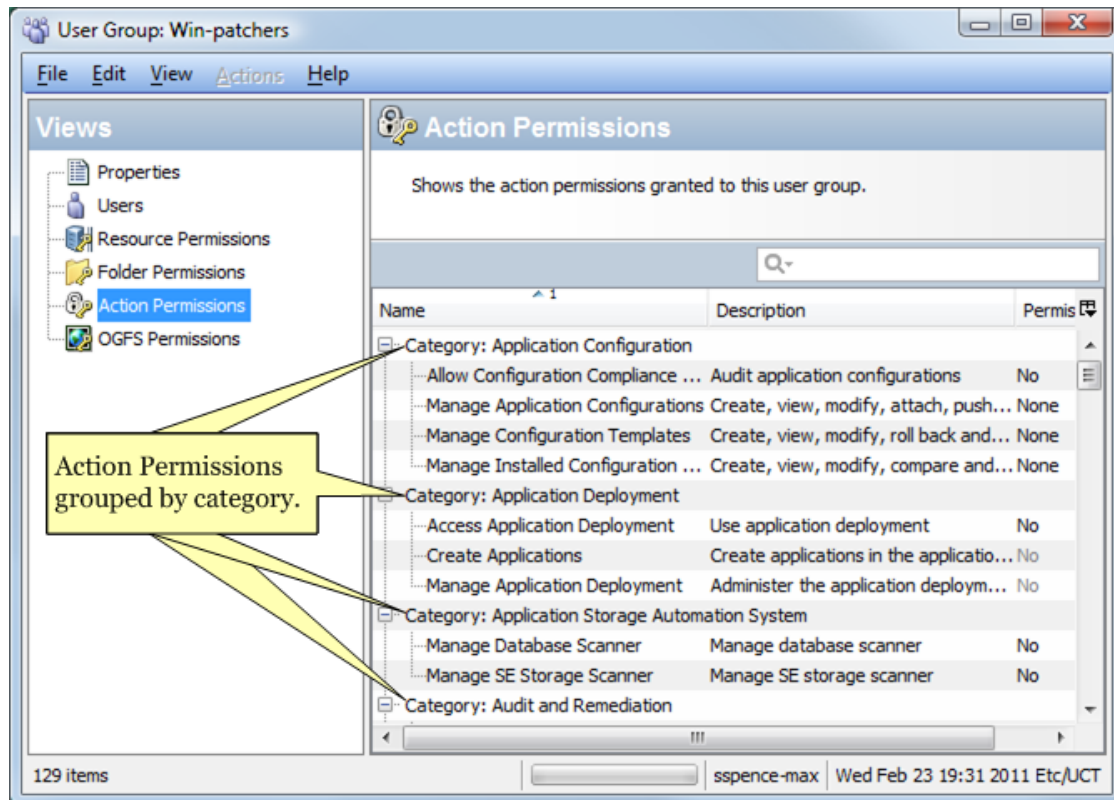 User Group: Win-patchers
File Edit View Actions Help
Views
Properties
Users
Resource Permissions
Folder Permissions
Action Permissions
OGFS Permissions
Action Permissions
grouped by category.
Action Permissions
Shows the action permissions granted to this user group.
Name 1 Description Permis
Category: Application Configuration
Allow Configuration Compliance ... Audit application configurations No
Manage Application Configurations Create, view, modify, attach, push... None
Manage Configuration Templates Create, view, modify, roll back and... None
Manage Installed Configuration ... Create, view, modify, compare and... None
Category: Application Deployment
Access Application Deployment Use application deployment No
Create Applications Create applications in the applicatio... No
Manage Application Deployment Administer the application deploym... No
Category: Application Storage Automation System
Manage Database Scanner Manage database scanner No
Manage SE Storage Scanner Manage SE storage scanner No
Category: Audit and Remediation
129 items sspence-max Wed Feb 23 19:31 2011 Etc/UCT